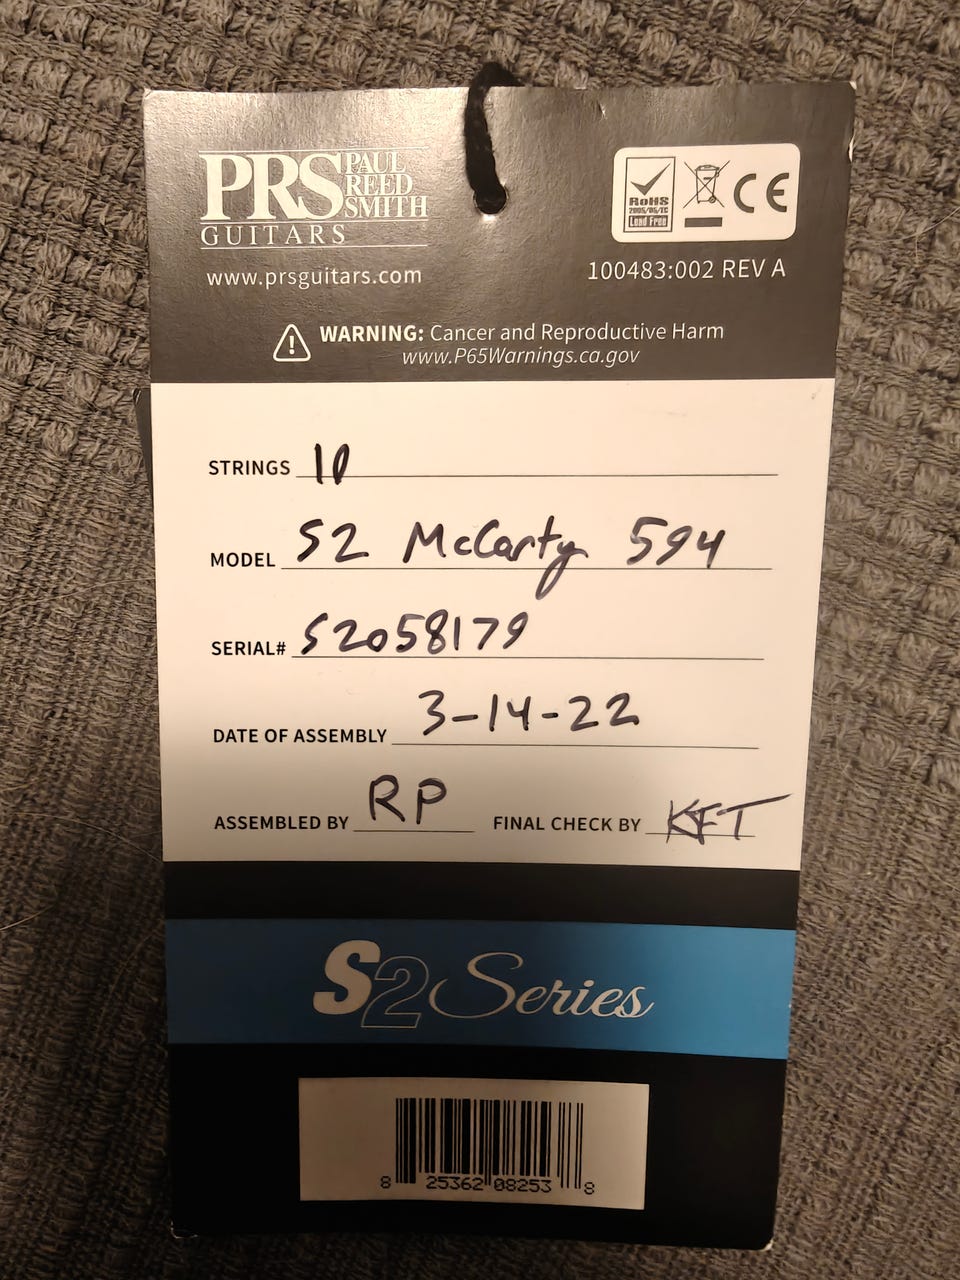 PRS PAUL REED SMITH
GUITARS
www.prsguitars.com
RoHS
2005/95/EC
Lead Free
CE
100483:002 REV A
WARNING: Cancer and Reproductive Harm
www.P65Warnings.ca.gov
STRINGS 10
MODEL S2 McCarty 594
SERIAL# S2058179
DATE OF ASSEMBLY 3-14-22
ASSEMBLED BY RP FINAL CHECK BY KFT
S2 Series
8 25362 08253 8